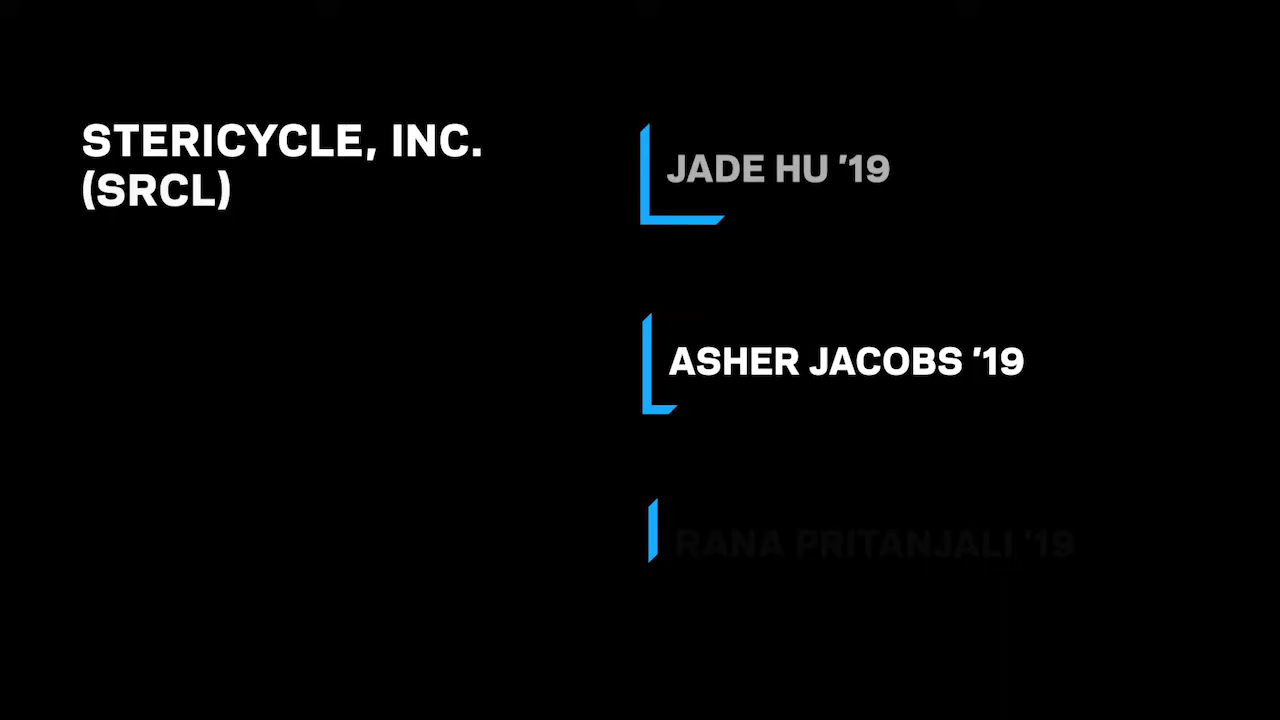 STERICYCLE, INC.
(SRCL)
JADE HU '19
ASHER JACOBS '19
RANA PRITANJALI '19